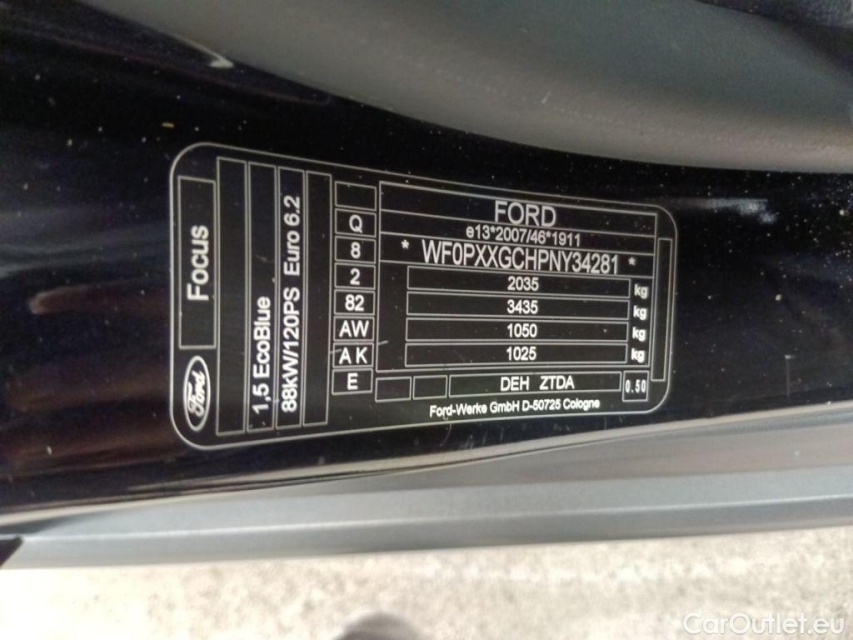 Focus
Ford
1,5 EcoBlue
88kW/120PS Euro 6.2
Q
8
2
82
AW
A K
E
FORD
e13*2007/46*1911
* WF0PXXGCHPNY34281 *
2035 kg
3435 kg
1050 kg
1025 kg
DEH ZTDA 0.50
Ford-Werke GmbH D-50725 Cologne
CarOutlet.eu